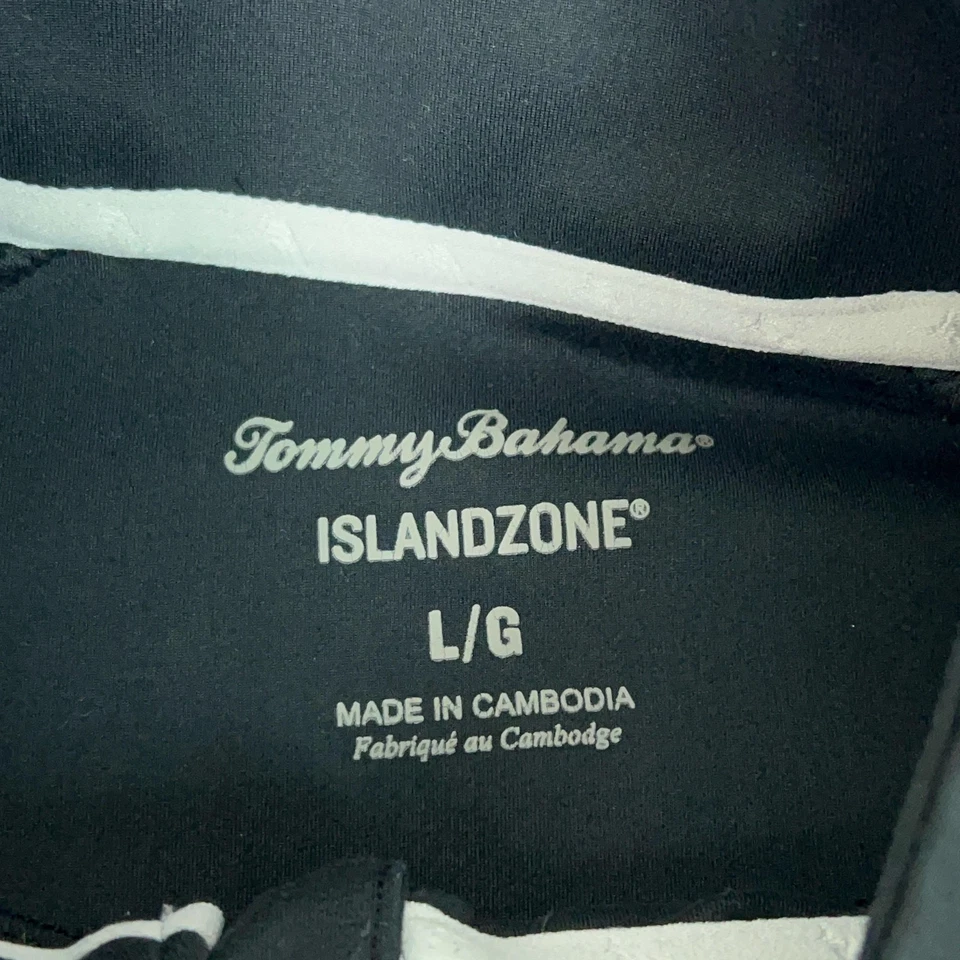 Tommy Bahama®
ISLANDZONE®
L/G
MADE IN CAMBODIA
Fabriqué au Cambodge